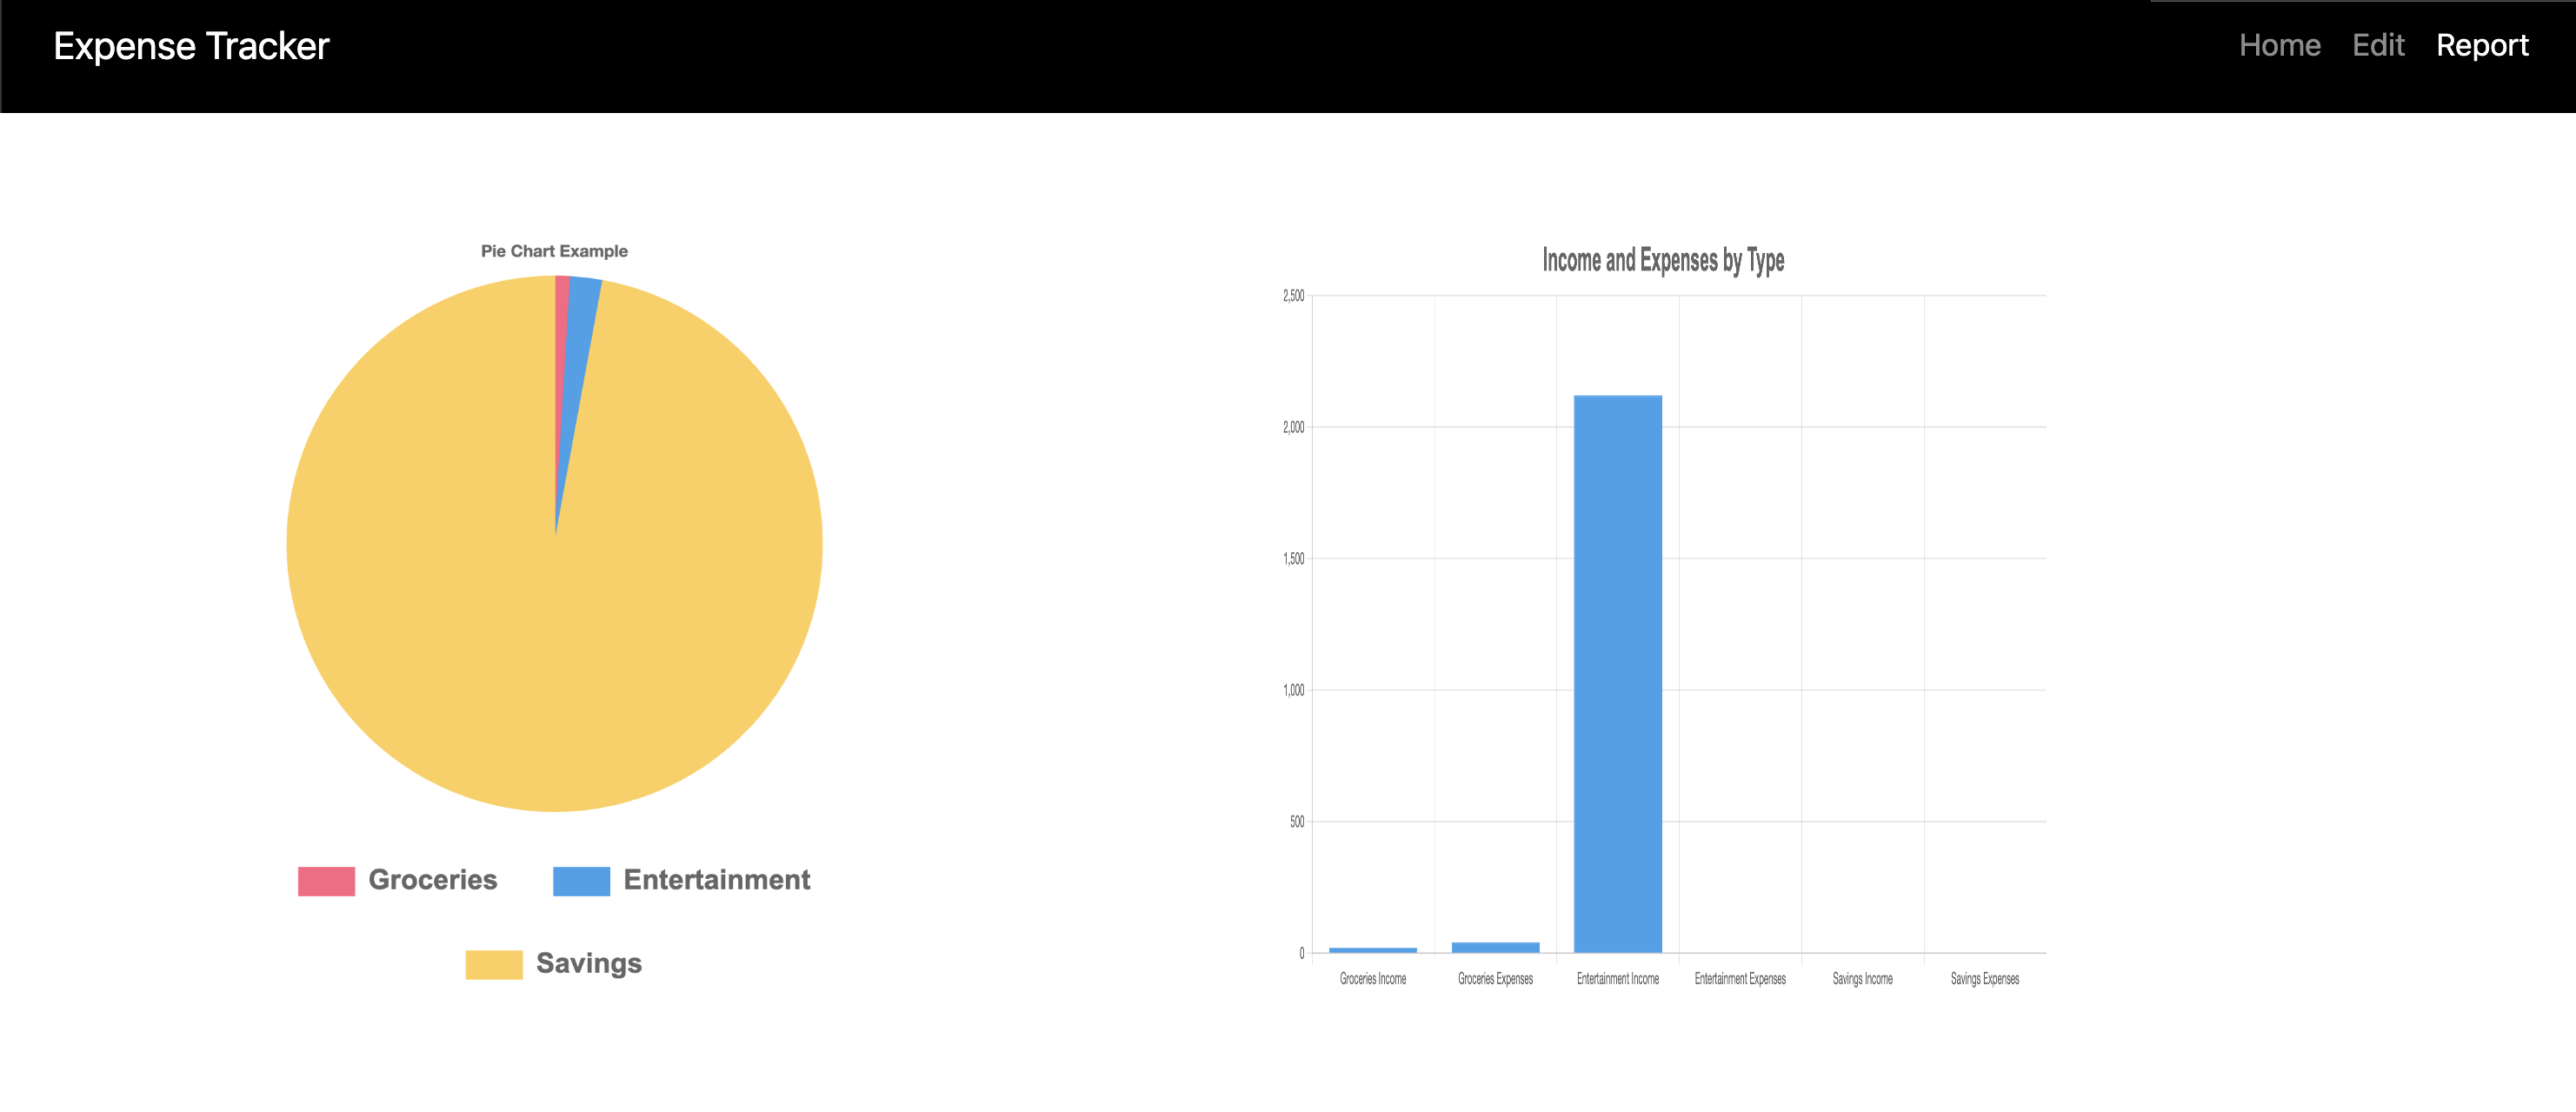 Expense Tracker
Home Edit Report
Pie Chart Example
Groceries Entertainment
Savings
Income and Expenses by Type
2,500
2,000
1,500
1,000
500
0
Groceries Income Groceries Expenses Entertainment Income Entertainment Expenses Savings Income Savings Expenses